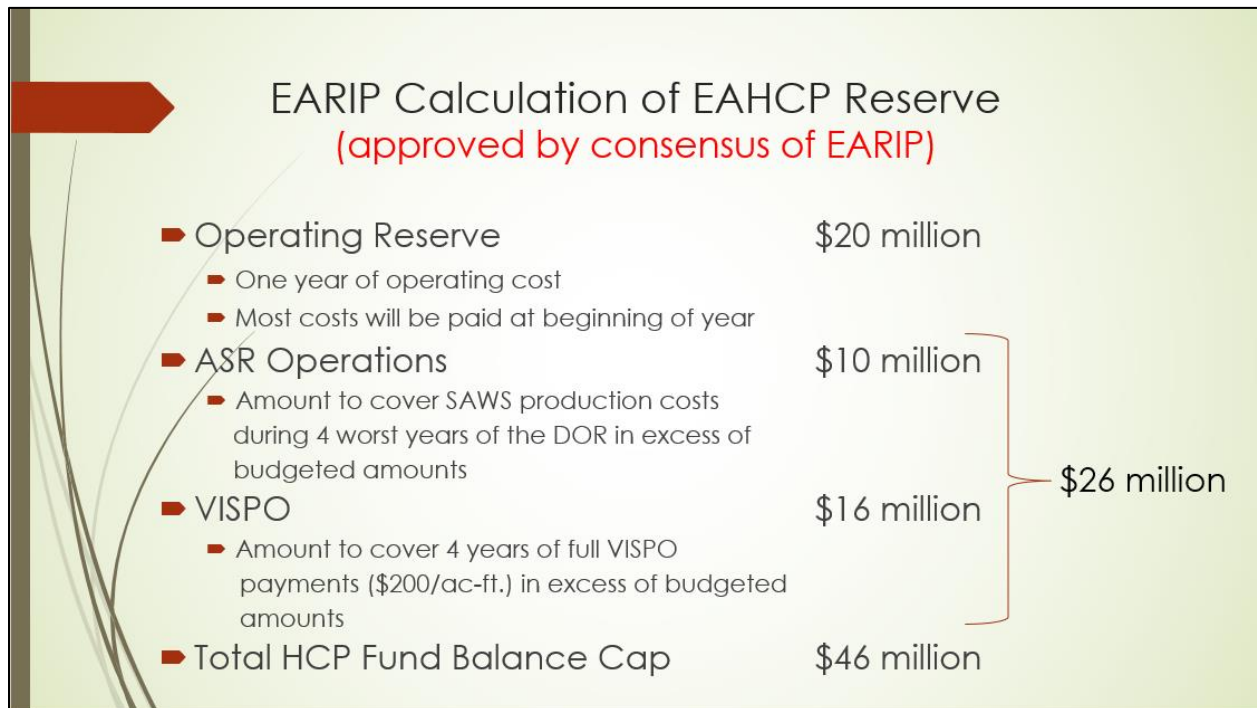 EARIP Calculation of EAHCP Reserve
(approved by consensus of EARIP)
Operating Reserve $20 million
One year of operating cost
Most costs will be paid at beginning of year
ASR Operations $10 million
Amount to cover SAWS production costs
during 4 worst years of the DOR in excess of
budgeted amounts
$26 million
VISPO $16 million
Amount to cover 4 years of full VISPO
payments ($200/ac-ft.) in excess of budgeted
amounts
Total HCP Fund Balance Cap $46 million